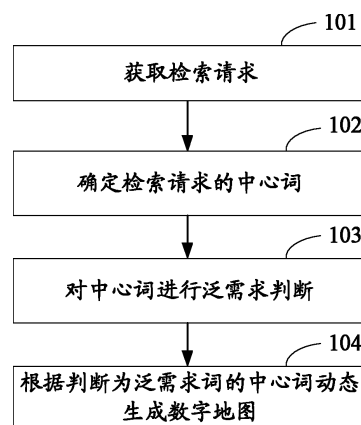 101
获取检索请求
102
确定检索请求的中心词
103
对中心词进行泛需求判断
104
根据判断为泛需求词的中心词动态
生成数字地图